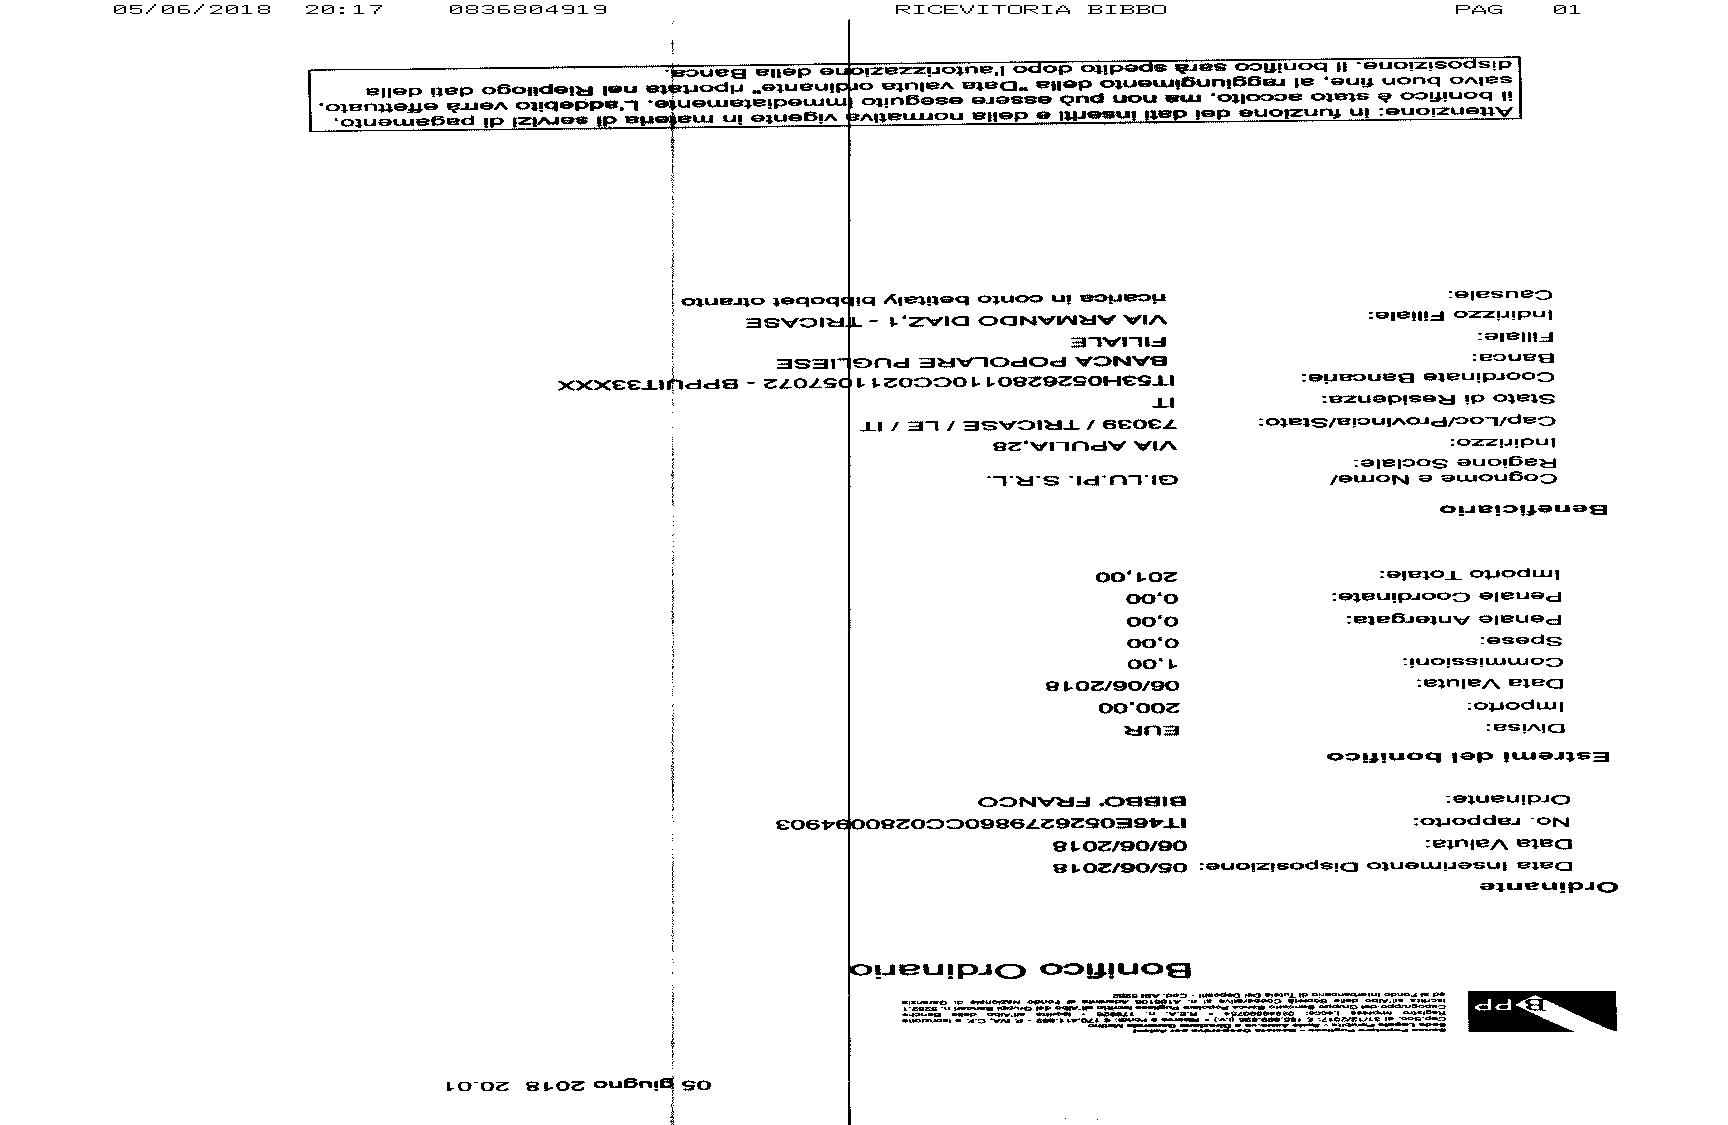 05/06/2018 20:17 0836804919 RICEVITORIA BIBBO PAG 01
05 giugno 2018 20.01
BPP
Bonifico Ordinario
Ordinante
Data Inserimento Disposizione: 05/06/2018
Data Valuta: 06/06/2018
No. rapporto: IT46E0526279860CC0280094903
Ordinante: BIBBO' FRANCO
Estremi del bonifico
Divisa: EUR
Importo: 200,00
Data Valuta: 06/06/2018
Commissioni: 1,00
Spese: 0,00
Penale Antergata: 0,00
Penale Coordinate: 0,00
Importo Totale: 201,00
Beneficiario
Cognome e Nome/ GI.LU.PI. S.R.L.
Ragione Sociale:
Indirizzo: VIA APULIA,28
Cap/Loc/Provincia/Stato: 73039 / TRICASE / LE / IT
Stato di Residenza: IT
Coordinate Bancarie: IT53H0526280110CC0211057072 - BPPUIT33XXX
Banca: BANCA POPOLARE PUGLIESE
Filiale: FILIALE
Indirizzo Filiale: VIA ARMANDO DIAZ,1 - TRICASE
Causale: ricarica in conto betitaly bibbobet otranto
Attenzione: in funzione dei dati inseriti e della normativa vigente in materia di servizi di pagamento,
il bonifico è stato accolto, ma non può essere eseguito immediatamente. L'addebito verrà effettuato,
salvo buon fine, al raggiungimento della "Data valuta ordinante" riportata nel Riepilogo dati della
disposizione. Il bonifico sarà spedito dopo l'autorizzazione della Banca.